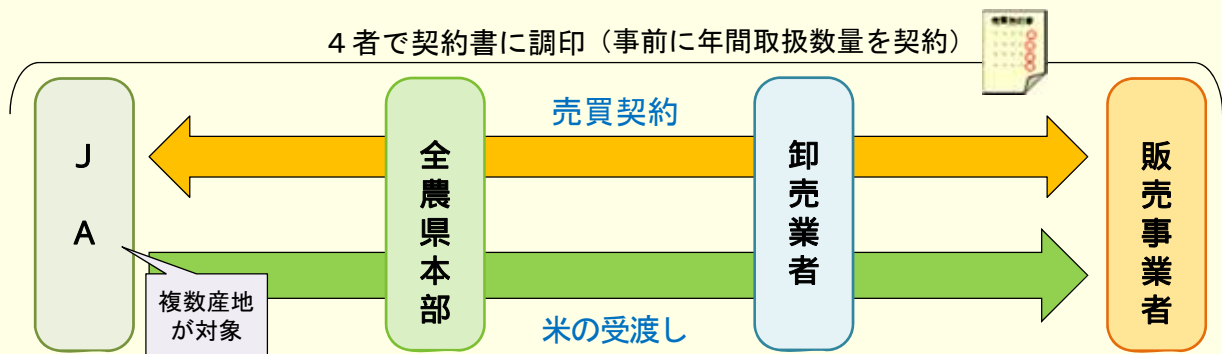 ４者で契約書に調印（事前に年間取扱数量を契約）
売買契約
ＪＡ
全農県本部
卸売業者
販売事業者
複数産地
が対象
米の受渡し